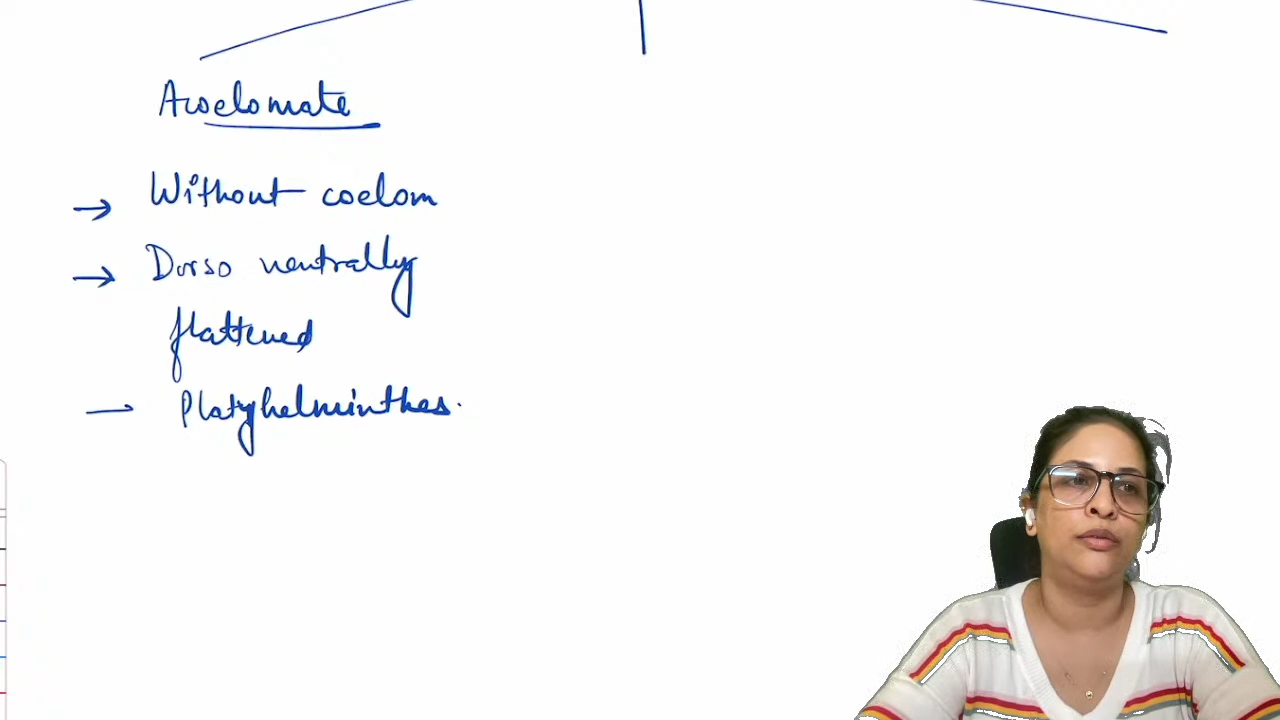 Acoelomate
→ Without coelom
→ Dorso ventrally
flattened
— Platyhelminthes.